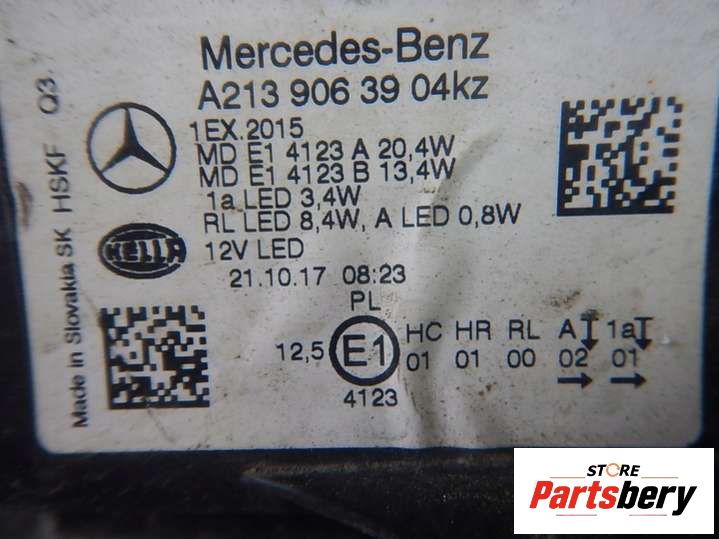 Mercedes-Benz
A213 906 39 04kz
1EX.2015
MD E1 4123 A 20,4W
MD E1 4123 B 13,4W
1a LED 3,4W
RL LED 8,4W, A LED 0,8W
12V LED
21.10.17 08:23
PL
HELLA
Made in Slovakia SK HSKF Q3.
12,5 E1 HC HR RL A 1a
01 01 00 02 01
4123
STORE
Partsbery